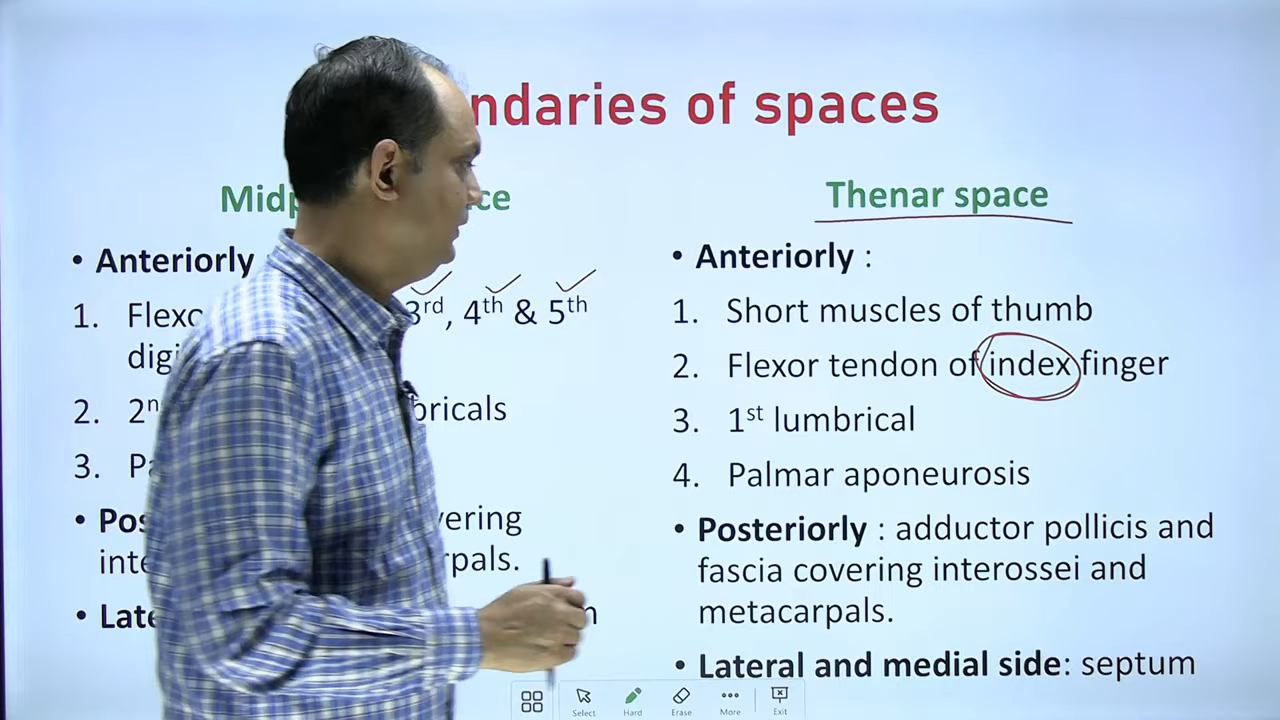 ndaries of spaces
Midp ce
Anteriorly
1. Flexo 3rd, 4th & 5th
digi
2. 2n bricals
3. Pa
Pos vering
inte rpals.
Late n
Thenar space
Anteriorly :
1. Short muscles of thumb
2. Flexor tendon of index finger
3. 1st lumbrical
4. Palmar aponeurosis
Posteriorly : adductor pollicis and
fascia covering interossei and
metacarpals.
Lateral and medial side: septum
Select Hard Erase More Exit